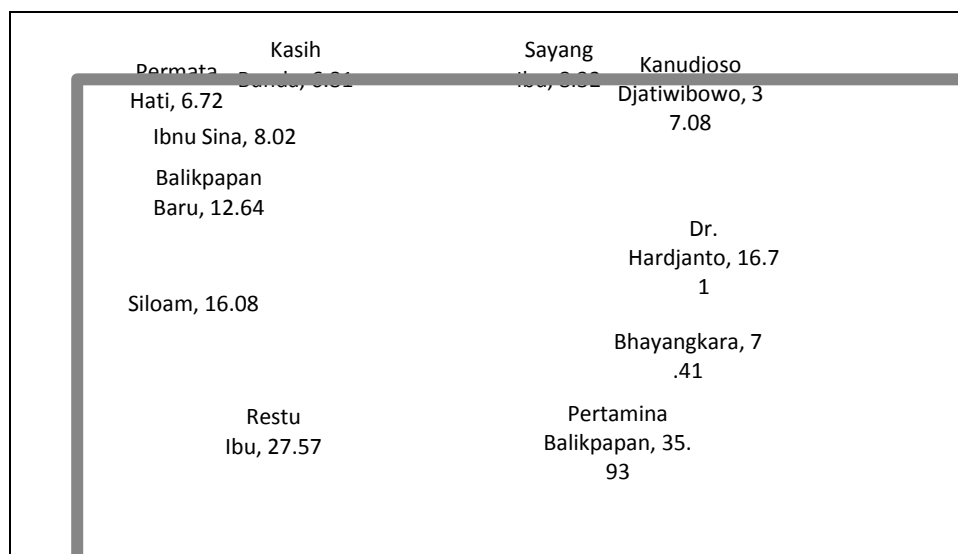 Kasih
Bunda,
Sayang
Ibu,
Kanudjoso
Djatiwibowo, 3
7.08
Permata
Hati, 6.72
Ibnu Sina, 8.02
Balikpapan
Baru, 12.64
Dr.
Hardjanto, 16.7
1
Siloam, 16.08
Bhayangkara, 7
.41
Restu
Ibu, 27.57
Pertamina
Balikpapan, 35.
93